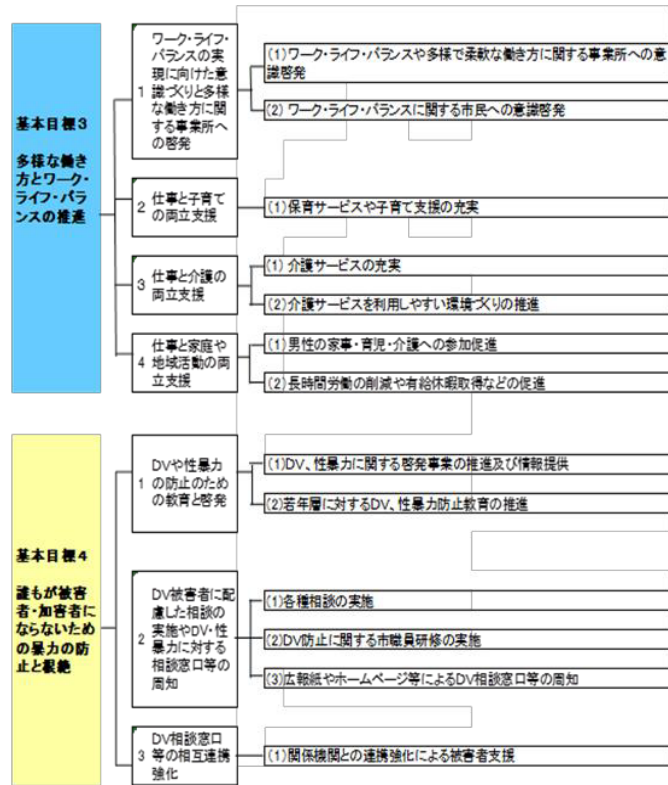 基本目標3
多様な働き
方とワーク・
ライフ・バラ
ンスの推進
1
ワーク・ライフ・
バランスの実
現に向けた意
識づくりと多様
な働き方に関
する事業所へ
の啓発
(1)ワーク・ライフ・バランスや多様で柔軟な働き方に関する事業所への意
識啓発
(2) ワーク・ライフ・バランスに関する市民への意識啓発
2
仕事と子育て
の両立支援
(1)保育サービスや子育て支援の充実
3
仕事と介護の
両立支援
(1) 介護サービスの充実
(2)介護サービスを利用しやすい環境づくりの推進
4
仕事と家庭や
地域活動の両
立支援
(1)男性の家事・育児・介護への参加促進
(2)長時間労働の削減や有給休暇取得などの促進
基本目標4
誰もが被害
者・加害者に
ならないため
の暴力の防
止と根絶
1
DVや性暴力
の防止のため
の教育と啓発
(1)DV、性暴力に関する啓発事業の推進及び情報提供
(2)若年層に対するDV、性暴力防止教育の推進
2
DV被害者に配
慮した相談の
実施やDV・性
暴力に対する
相談窓口等の
周知
(1)各種相談の実施
(2)DV防止に関する市職員研修の実施
(3)広報紙やホームページ等によるDV相談窓口等の周知
3
DV相談窓口
等の相互連携
強化
(1)関係機関との連携強化による被害者支援